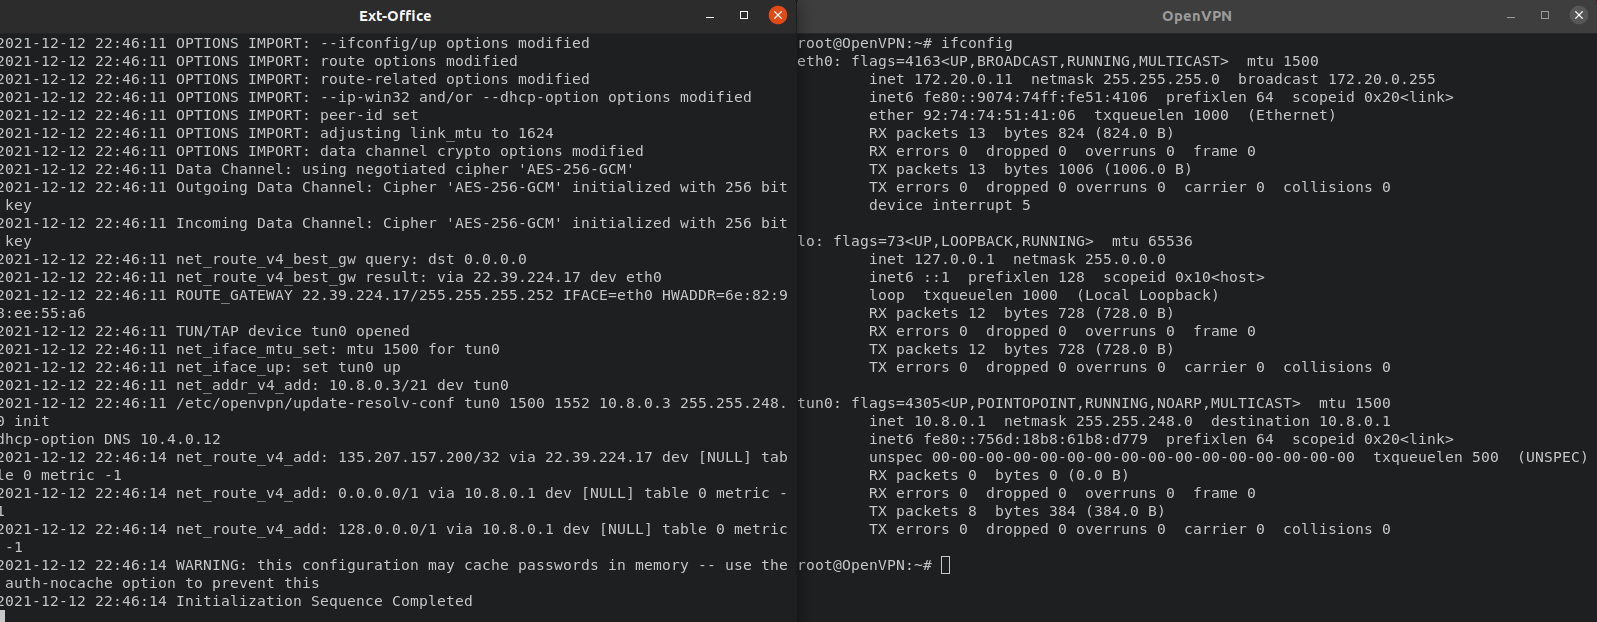 Ext-Office
2021-12-12 22:46:11 OPTIONS IMPORT: --ifconfig/up options modified
2021-12-12 22:46:11 OPTIONS IMPORT: route options modified
2021-12-12 22:46:11 OPTIONS IMPORT: route-related options modified
2021-12-12 22:46:11 OPTIONS IMPORT: --ip-win32 and/or --dhcp-option options modified
2021-12-12 22:46:11 OPTIONS IMPORT: peer-id set
2021-12-12 22:46:11 OPTIONS IMPORT: adjusting link_mtu to 1624
2021-12-12 22:46:11 OPTIONS IMPORT: data channel crypto options modified
2021-12-12 22:46:11 Data Channel: using negotiated cipher 'AES-256-GCM'
2021-12-12 22:46:11 Outgoing Data Channel: Cipher 'AES-256-GCM' initialized with 256 bit
key
2021-12-12 22:46:11 Incoming Data Channel: Cipher 'AES-256-GCM' initialized with 256 bit
key
2021-12-12 22:46:11 net_route_v4_best_gw query: dst 0.0.0.0
2021-12-12 22:46:11 net_route_v4_best_gw result: via 22.39.224.17 dev eth0
2021-12-12 22:46:11 ROUTE_GATEWAY 22.39.224.17/255.255.255.252 IFACE=eth0 HWADDR=6e:82:9
8:ee:55:a6
2021-12-12 22:46:11 TUN/TAP device tun0 opened
2021-12-12 22:46:11 net_iface_mtu_set: mtu 1500 for tun0
2021-12-12 22:46:11 net_iface_up: set tun0 up
2021-12-12 22:46:11 net_addr_v4_add: 10.8.0.3/21 dev tun0
2021-12-12 22:46:11 /etc/openvpn/update-resolv-conf tun0 1500 1552 10.8.0.3 255.255.248.
0 init
dhcp-option DNS 10.4.0.12
2021-12-12 22:46:14 net_route_v4_add: 135.207.157.200/32 via 22.39.224.17 dev [NULL] tab
le 0 metric -1
2021-12-12 22:46:14 net_route_v4_add: 0.0.0.0/1 via 10.8.0.1 dev [NULL] table 0 metric -
1
2021-12-12 22:46:14 net_route_v4_add: 128.0.0.0/1 via 10.8.0.1 dev [NULL] table 0 metric
-1
2021-12-12 22:46:14 WARNING: this configuration may cache passwords in memory -- use the
auth-nocache option to prevent this
2021-12-12 22:46:14 Initialization Sequence Completed
OpenVPN
root@OpenVPN:~# ifconfig
eth0: flags=4163<UP,BROADCAST,RUNNING,MULTICAST>  mtu 1500
inet 172.20.0.11  netmask 255.255.255.0  broadcast 172.20.0.255
inet6 fe80::9074:74ff:fe51:4106  prefixlen 64  scopeid 0x20<link>
ether 92:74:74:51:41:06  txqueuelen 1000  (Ethernet)
RX packets 13  bytes 824 (824.0 B)
RX errors 0  dropped 0  overruns 0  frame 0
TX packets 13  bytes 1006 (1006.0 B)
TX errors 0  dropped 0 overruns 0  carrier 0  collisions 0
device interrupt 5
lo: flags=73<UP,LOOPBACK,RUNNING>  mtu 65536
inet 127.0.0.1  netmask 255.0.0.0
inet6 ::1  prefixlen 128  scopeid 0x10<host>
loop  txqueuelen 1000  (Local Loopback)
RX packets 12  bytes 728 (728.0 B)
RX errors 0  dropped 0  overruns 0  frame 0
TX packets 12  bytes 728 (728.0 B)
TX errors 0  dropped 0 overruns 0  carrier 0  collisions 0
tun0: flags=4305<UP,POINTOPOINT,RUNNING,NOARP,MULTICAST>  mtu 1500
inet 10.8.0.1  netmask 255.255.248.0  destination 10.8.0.1
inet6 fe80::756d:18b8:61b8:d779  prefixlen 64  scopeid 0x20<link>
unspec 00-00-00-00-00-00-00-00-00-00-00-00-00-00-00-00  txqueuelen 500  (UNSPEC)
RX packets 0  bytes 0 (0.0 B)
RX errors 0  dropped 0  overruns 0  frame 0
TX packets 8  bytes 384 (384.0 B)
TX errors 0  dropped 0 overruns 0  carrier 0  collisions 0
root@OpenVPN:~#